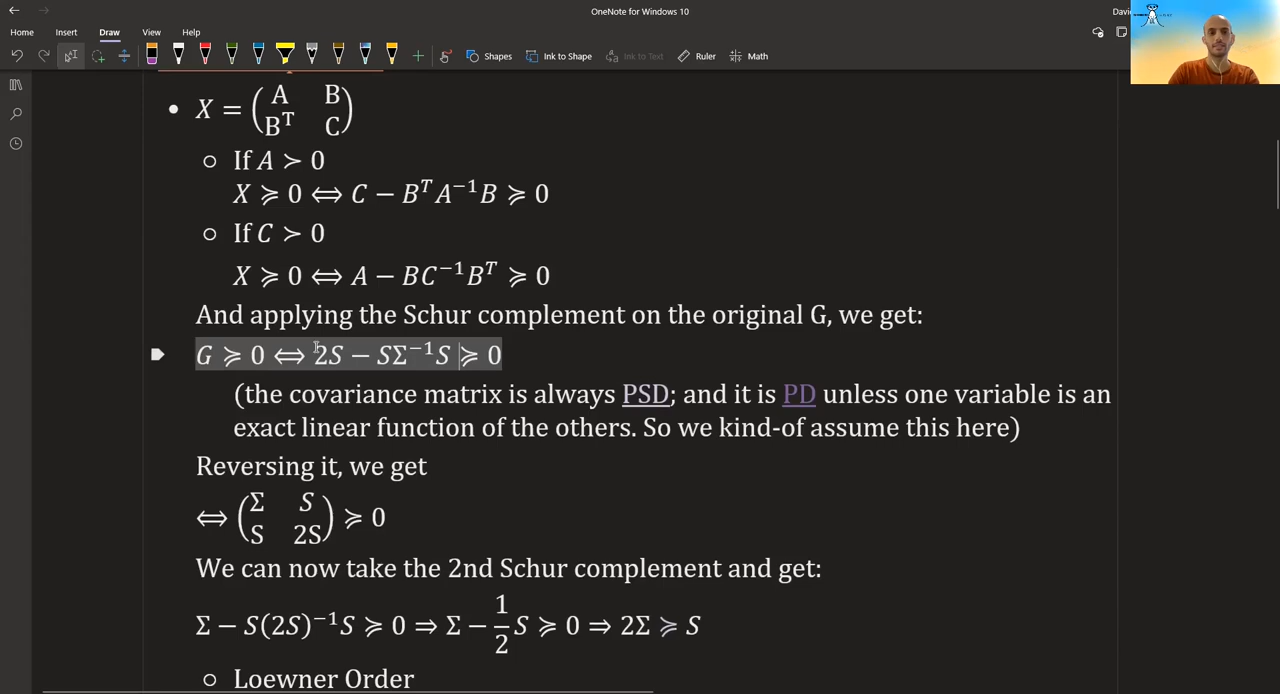 OneNote for Windows 10
Home Insert Draw View Help
Shapes Ink to Shape Ink to Text Ruler Math
• X = (A B
Bᵀ C)
○ If A ≻ 0
X ≽ 0 ⟺ C − BᵀA⁻¹B ≽ 0
○ If C ≻ 0
X ≽ 0 ⟺ A − BC⁻¹Bᵀ ≽ 0
And applying the Schur complement on the original G, we get:
G ≽ 0 ⟺ 2S − SΣ⁻¹S ≽ 0
(the covariance matrix is always PSD; and it is PD unless one variable is an
exact linear function of the others. So we kind-of assume this here)
Reversing it, we get
⟺ (Σ S
S 2S) ≽ 0
We can now take the 2nd Schur complement and get:
Σ − S(2S)⁻¹S ≽ 0 ⇒ Σ − 1/2 S ≽ 0 ⇒ 2Σ ≽ S
○ Loewner Order